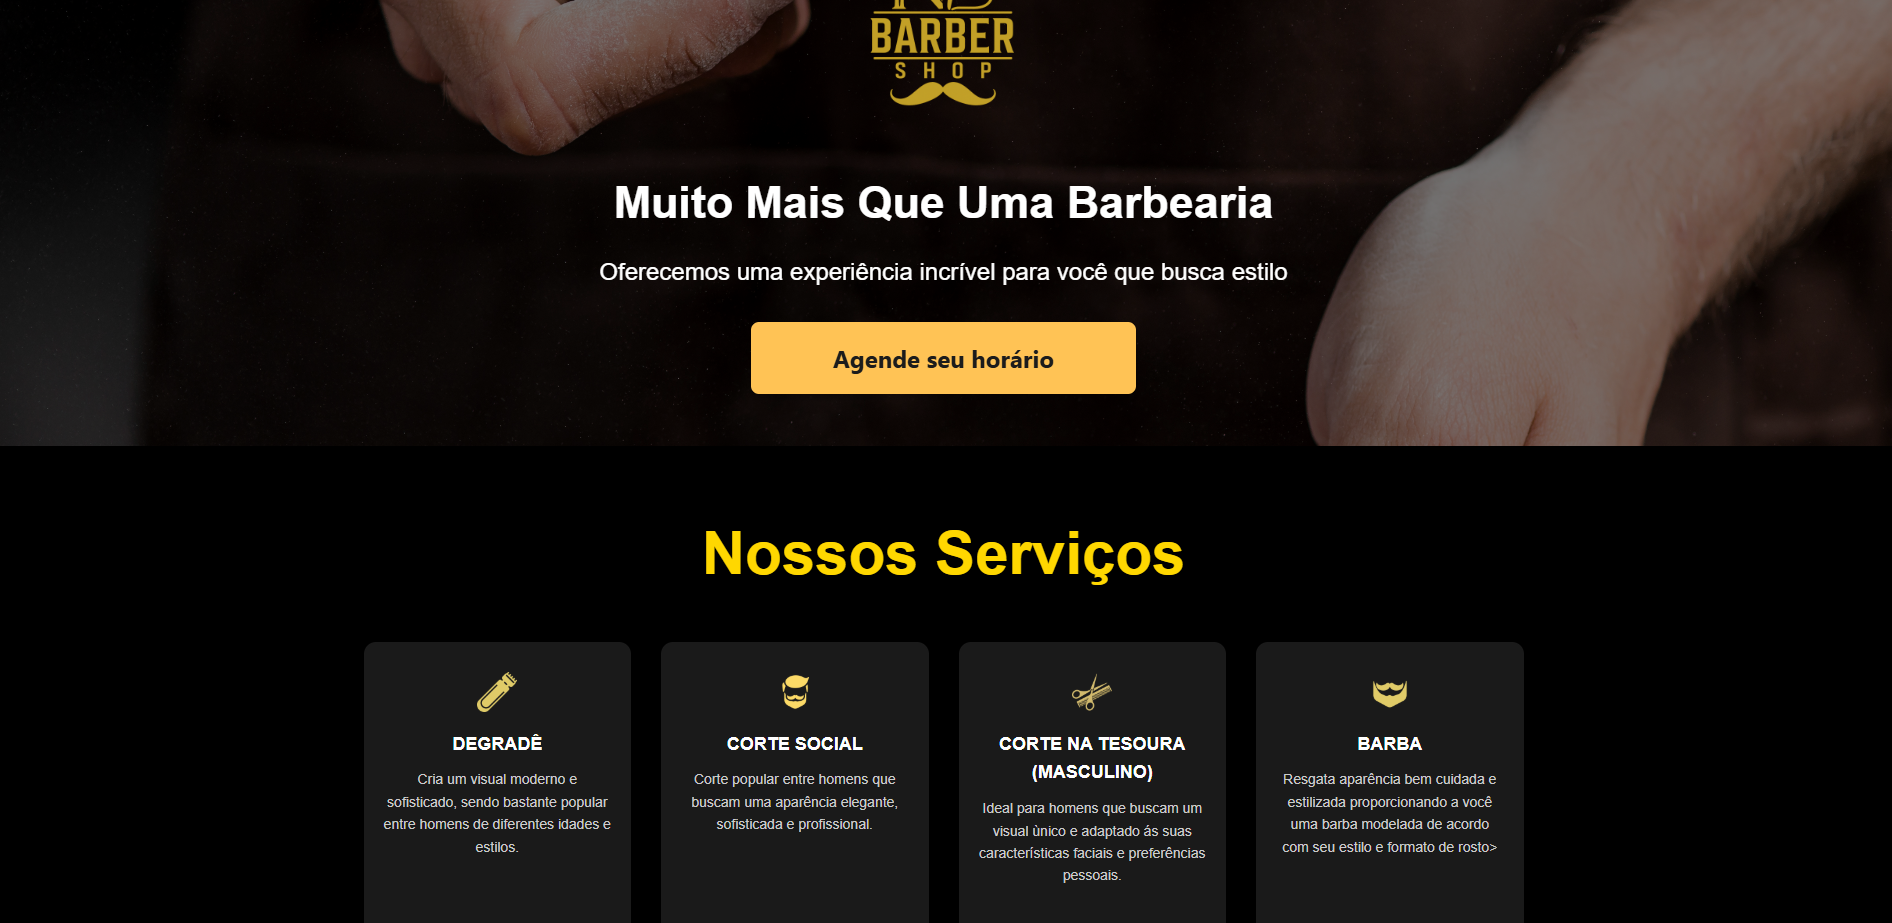 BARBER
SHOP
Muito Mais Que Uma Barbearia
Oferecemos uma experiência incrível para você que busca estilo
Agende seu horário
Nossos Serviços
DEGRADÊ
Cria um visual moderno e
sofisticado, sendo bastante popular
entre homens de diferentes idades e
estilos.
CORTE SOCIAL
Corte popular entre homens que
buscam uma aparência elegante,
sofisticada e profissional.
CORTE NA TESOURA
(MASCULINO)
Ideal para homens que buscam um
visual ùnico e adaptado ás suas
características faciais e preferências
pessoais.
BARBA
Resgata aparência bem cuidada e
estilizada proporcionando a você
uma barba modelada de acordo
com seu estilo e formato de rosto>